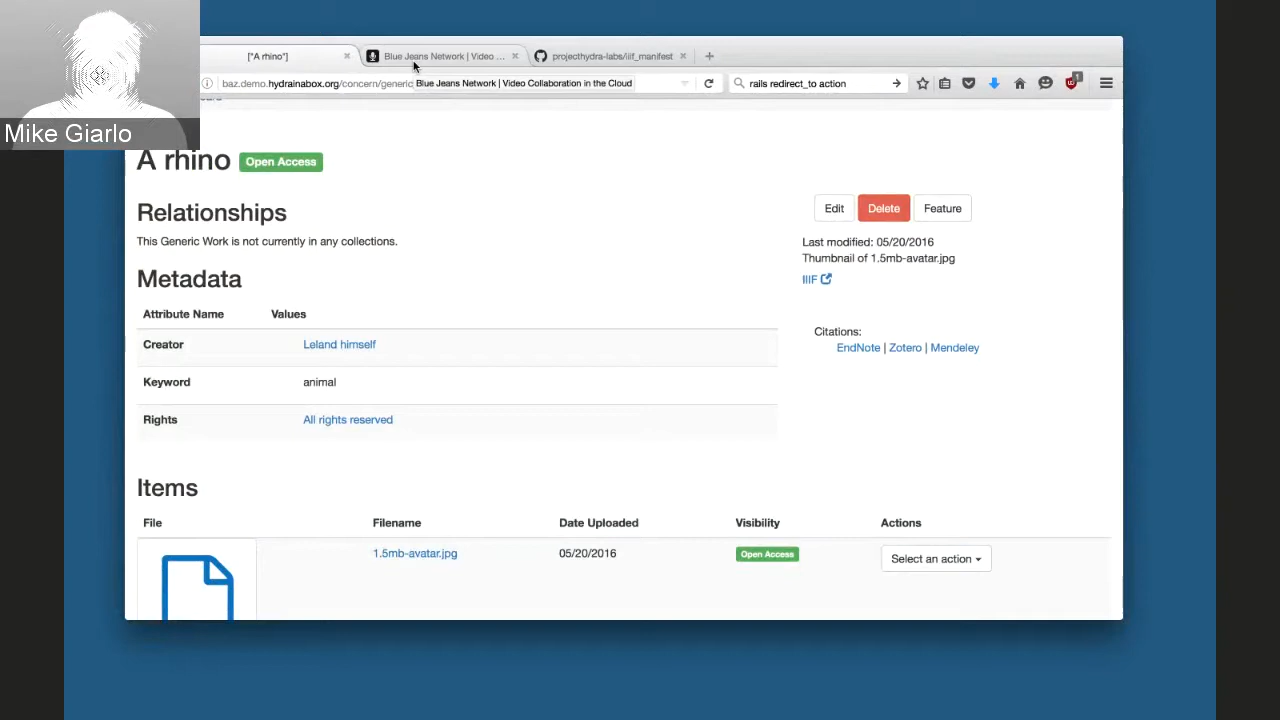 ["A rhino"]
Blue Jeans Network | Video ...
projecthydra-labs/iiif_manifest
baz.demo.hydrainabox.org/concern/generic
Blue Jeans Network | Video Collaboration in the Cloud
rails redirect_to action
1
Mike Giarlo
A rhino Open Access
Relationships
This Generic Work is not currently in any collections.
Edit Delete Feature
Last modified: 05/20/2016
Thumbnail of 1.5mb-avatar.jpg
IIIF
Citations:
EndNote | Zotero | Mendeley
Metadata
Attribute Name Values
Creator Leland himself
Keyword animal
Rights All rights reserved
Items
File Filename Date Uploaded Visibility Actions
1.5mb-avatar.jpg 05/20/2016 Open Access Select an action